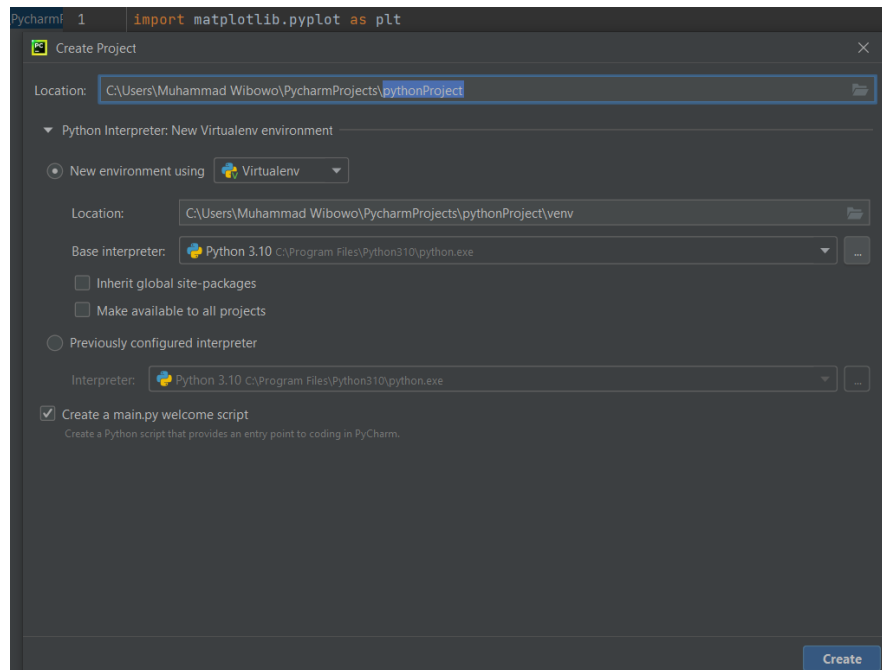 PycharmP 1 import matplotlib.pyplot as plt
PC Create Project
Location: C:\Users\Muhammad Wibowo\PycharmProjects\pythonProject
Python Interpreter: New Virtualenv environment
New environment using Virtualenv
Location: C:\Users\Muhammad Wibowo\PycharmProjects\pythonProject\venv
Base interpreter: Python 3.10 C:\Program Files\Python310\python.exe ...
Inherit global site-packages
Make available to all projects
Previously configured interpreter
Interpreter: Python 3.10 C:\Program Files\Python310\python.exe ...
Create a main.py welcome script
Create a Python script that provides an entry point to coding in PyCharm.
Create